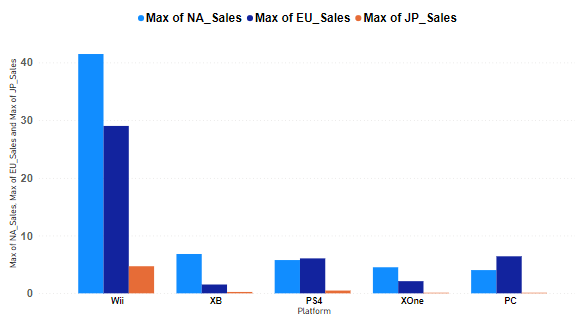 Max of NA_Sales Max of EU_Sales Max of JP_Sales
Max of NA_Sales, Max of EU_Sales and Max of JP_Sales
40
30
20
10
0
Wii XB PS4 XOne PC
Platform